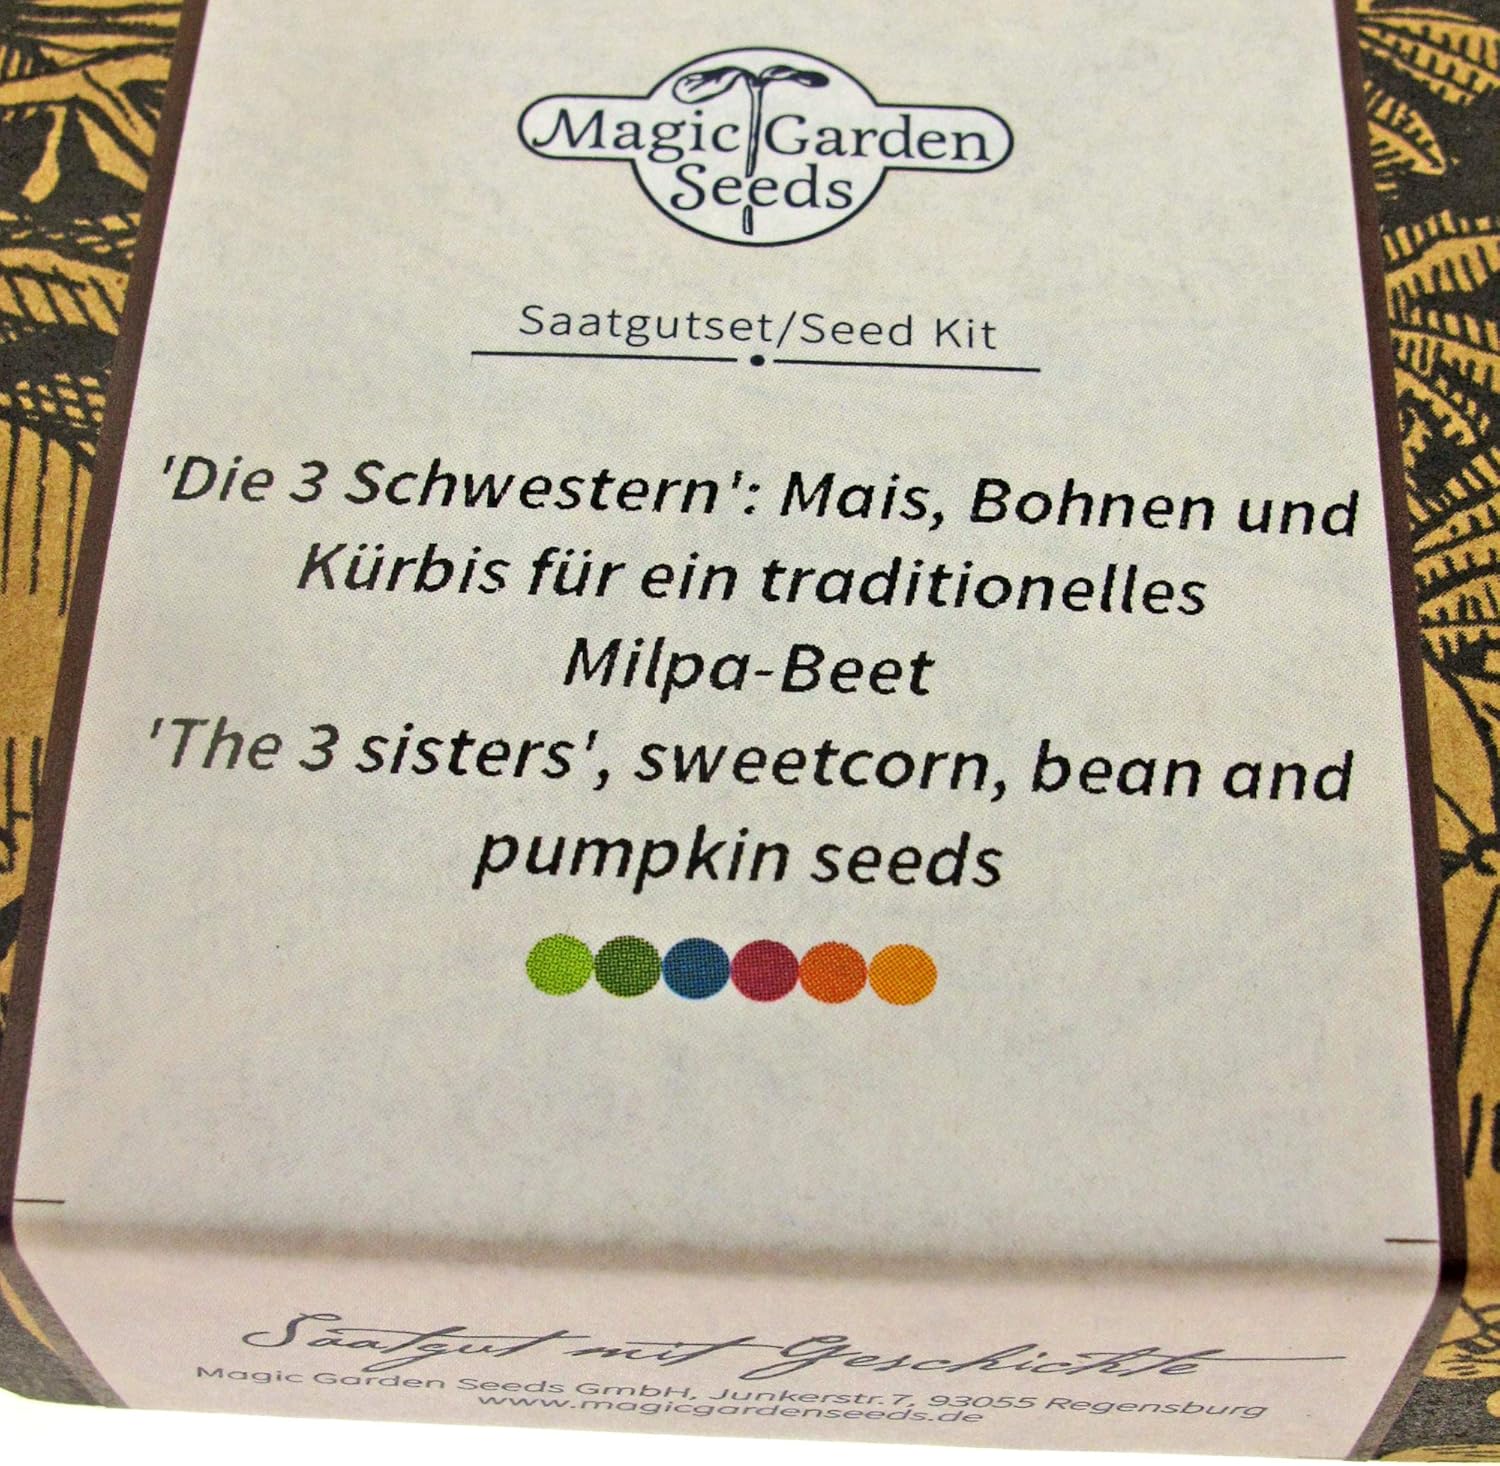 Magic Garden
Seeds
Saatgutset/Seed Kit
'Die 3 Schwestern': Mais, Bohnen und
Kürbis für ein traditionelles
Milpa-Beet
'The 3 sisters', sweetcorn, bean and
pumpkin seeds
Saatgut mit Geschichte
Magic Garden Seeds GmbH, Junkerstr.7, 93055 Regensburg
www.magicgardenseeds.de